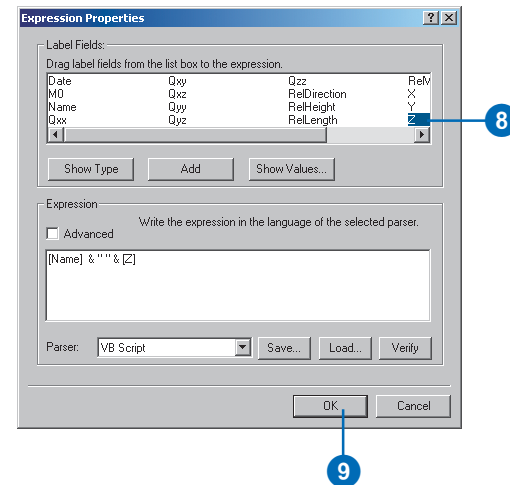 Expression Properties
Label Fields:
Drag label fields from the list box to the expression.
Date Qxy Qzz ReM
M0 Qxz RelDirection X
Name Qyy RelHeight Y
Qxx Qyz RelLength Z
8
Show Type Add Show Values...
Expression
Write the expression in the language of the selected parser.
Advanced
[Name] & " " & [Z]
Parser: VB Script Save... Load... Verify
OK Cancel
9